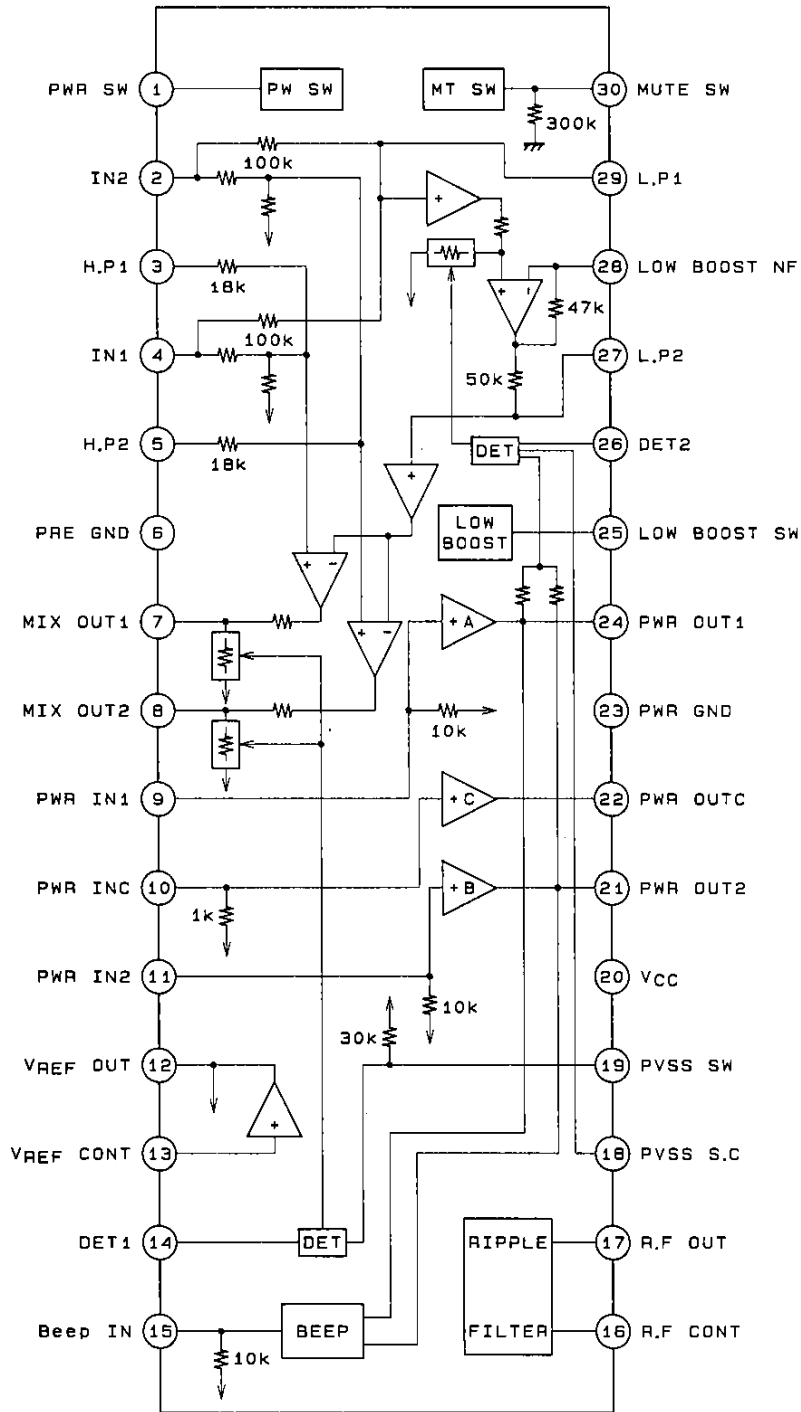 PWR SW 1 PW SW MT SW 30 MUTE SW
300k
100k
IN2 2 29 L.P1
+
H.P1 3 28 LOW BOOST NF
18k + -
47k
100k
IN1 4 27 L.P2
50k
H.P2 5 26 DET2
18k DET
+
PRE GND 6 LOW BOOST 25 LOW BOOST SW
+ -
MIX OUT1 7 + A 24 PWR OUT1
+ -
MIX OUT2 8 23 PWR GND
10k
PWR IN1 9 + C 22 PWR OUTC
PWR INC 10 + B 21 PWR OUT2
1k
PWR IN2 11 20 VCC
10k
30k
VREF OUT 12 19 PVSS SW
+
VREF CONT 13 18 PVSS S.C
DET1 14 DET RIPPLE 17 R.F OUT
Beep IN 15 BEEP FILTER 16 R.F CONT
10k